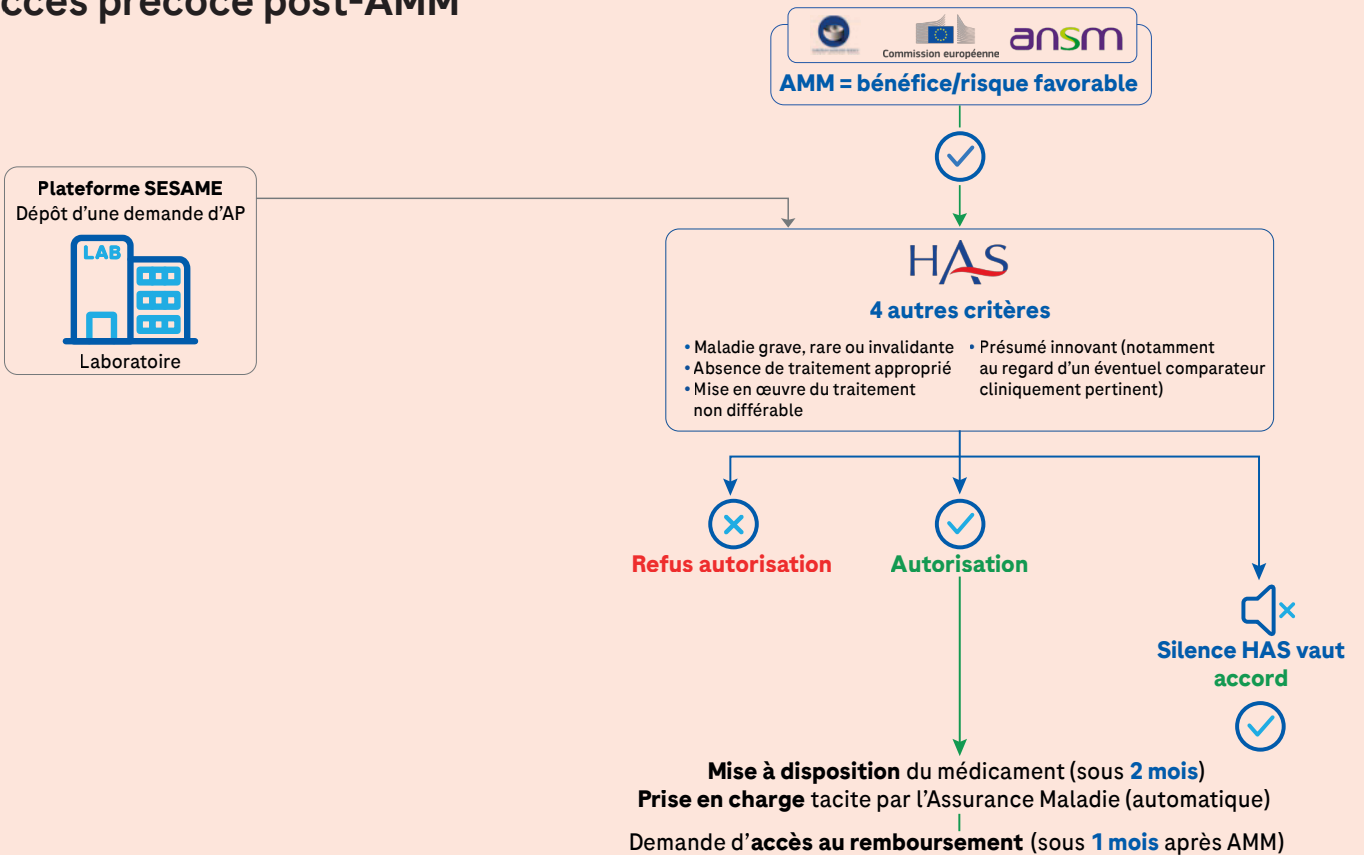 ccès précoce post-AMM
Commission européenne
ansm
AMM = bénéfice/risque favorable
Plateforme SESAME
Dépôt d'une demande d'AP
LAB
Laboratoire
HAS
4 autres critères
• Maladie grave, rare ou invalidante
• Absence de traitement approprié
• Mise en œuvre du traitement
non différable
• Présumé innovant (notamment
au regard d'un éventuel comparateur
cliniquement pertinent)
Refus autorisation
Autorisation
Silence HAS vaut
accord
Mise à disposition du médicament (sous 2 mois)
Prise en charge tacite par l'Assurance Maladie (automatique)
Demande d'accès au remboursement (sous 1 mois après AMM)